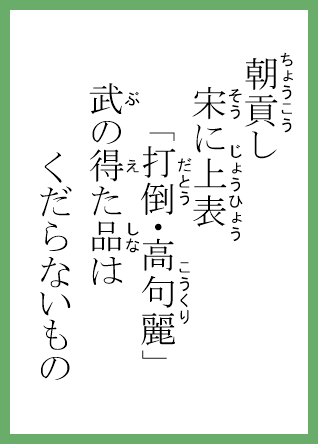 朝貢し
宋に上表
「打倒・高句麗」
武の得た品は
くだらないもの
ちょうこう
そう
じょうひょう
だとう
こうくり
ぶ
え
しな